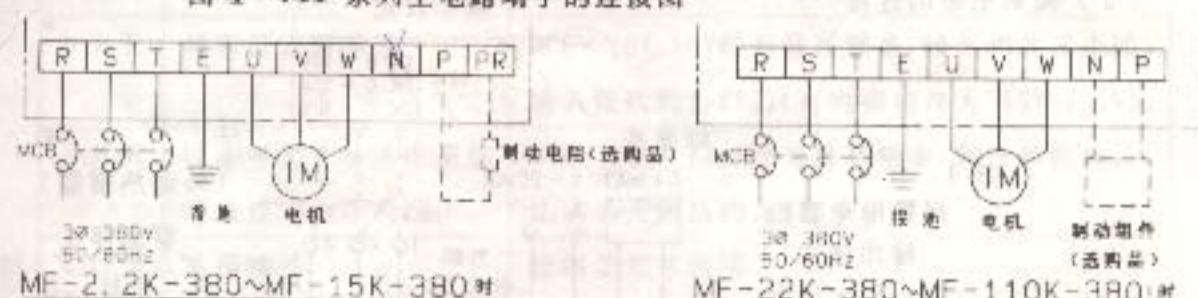 系列主电路端子的连接图
R S T E U V W N P PR
MCB
IM
制动电阻(选购品)
接地
电机
3Ø 380V
50/60Hz
MF-2.2K-380~MF-15K-380时
R S T E U V W N P
MCB
IM
接地
电机
制动组件
(选购品)
3Ø 380V
50/60Hz
MF-22K-380~MF-110K-380时